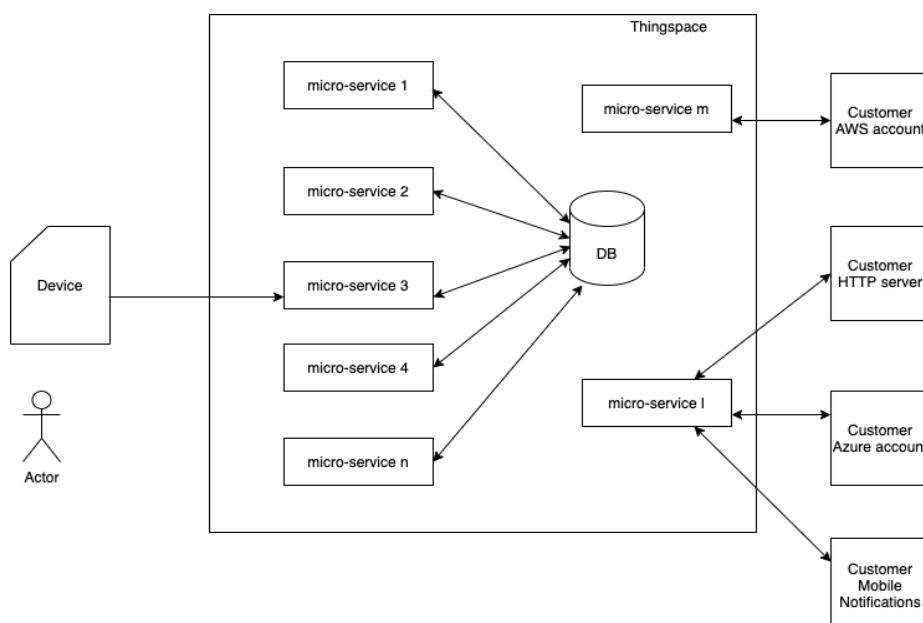 Thingspace
micro-service 1
micro-service m
Customer
AWS account
micro-service 2
DB
Customer
HTTP server
Device
micro-service 3
micro-service 4
micro-service l
Customer
Azure account
micro-service n
Actor
Customer
Mobile
Notifications